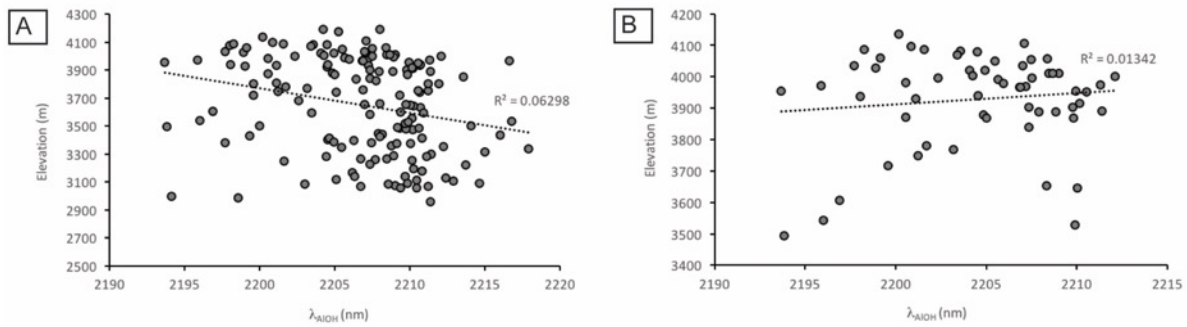 A
4300
4100
3900
3700
3500
3300
3100
2900
2700
2500
Elevation (m)
R² = 0.06298
2190 2195 2200 2205 2210 2215 2220
λAlOH (nm)
B
4200
4100
4000
3900
3800
3700
3600
3500
3400
Elevation (m)
R² = 0.01342
2190 2195 2200 2205 2210 2215
λAlOH (nm)